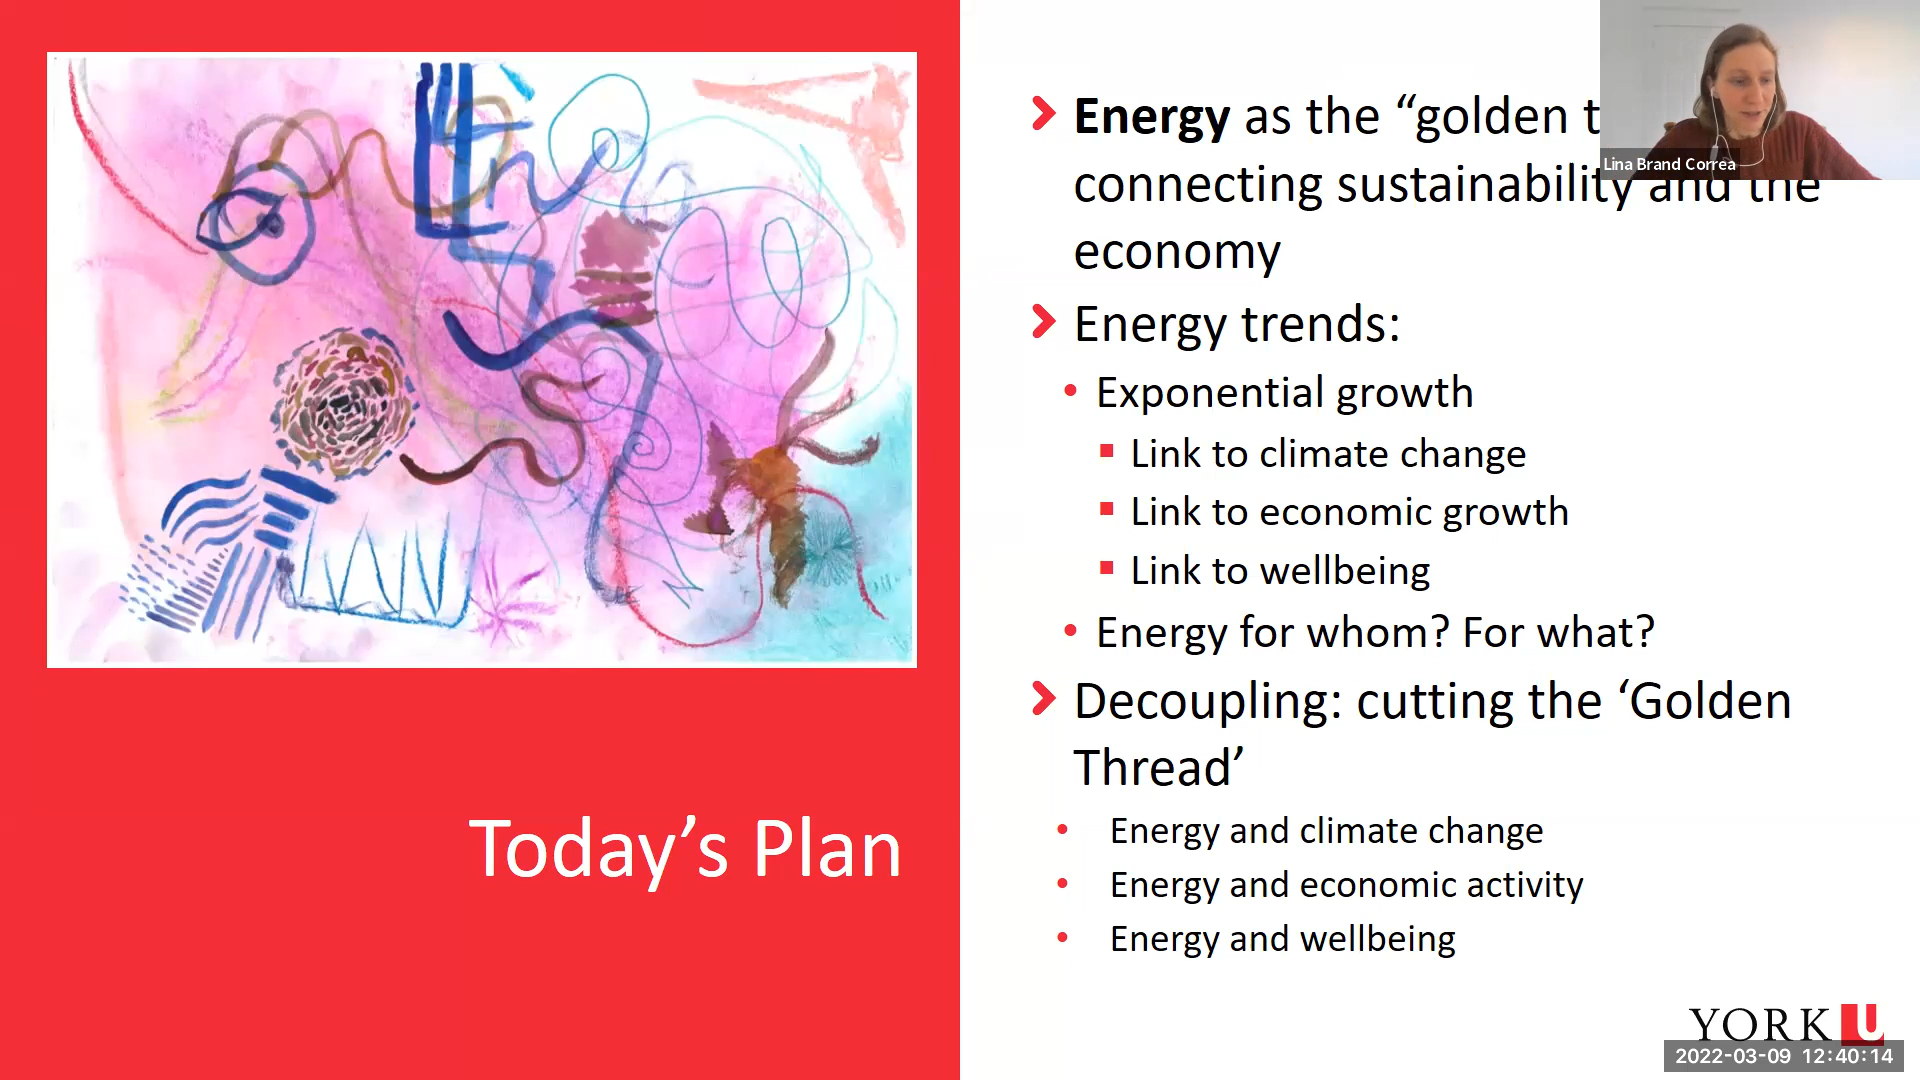 Today’s Plan
Energy as the “golden t
connecting sustainability and the
economy
Energy trends:
Exponential growth
Link to climate change
Link to economic growth
Link to wellbeing
Energy for whom? For what?
Decoupling: cutting the ‘Golden
Thread’
Energy and climate change
Energy and economic activity
Energy and wellbeing
Lina Brand Correa
YORK U
2022-03-09 12:40:14